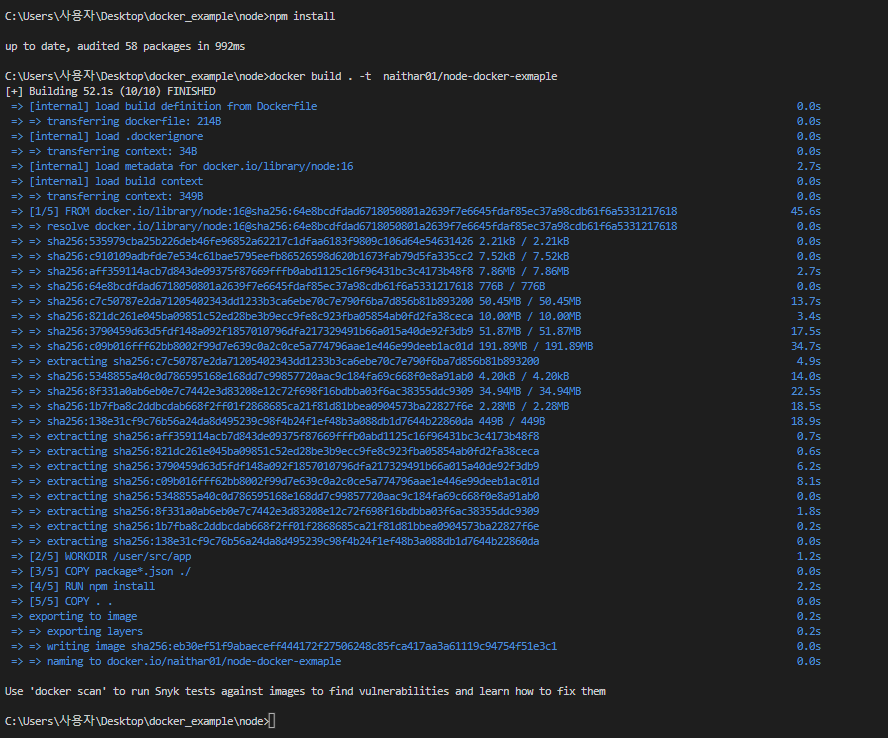 C:\Users\사용자\Desktop\docker_example\node>npm install
up to date, audited 58 packages in 992ms
C:\Users\사용자\Desktop\docker_example\node>docker build . -t  naithar01/node-docker-exmaple
[+] Building 52.1s (10/10) FINISHED
=> [internal] load build definition from Dockerfile 0.0s
=> => transferring dockerfile: 214B 0.0s
=> [internal] load .dockerignore 0.0s
=> => transferring context: 34B 0.0s
=> [internal] load metadata for docker.io/library/node:16 2.7s
=> [internal] load build context 0.0s
=> => transferring context: 349B 0.0s
=> [1/5] FROM docker.io/library/node:16@sha256:64e8bcdfdad6718050801a2639f7e6645fdaf85ec37a98cdb61f6a5331217618 45.6s
=> => resolve docker.io/library/node:16@sha256:64e8bcdfdad6718050801a2639f7e6645fdaf85ec37a98cdb61f6a5331217618 0.0s
=> => sha256:535979cba25b226deb46fe96852a62217c1dfaa6183f9809c106d64e54631426 2.21kB / 2.21kB 0.0s
=> => sha256:c910109adbfde7e534c61bae5795eefb86526598d620b1673fab79d5fa335cc2 7.52kB / 7.52kB 0.0s
=> => sha256:aff359114acb7d843de09375f87669fffb0abd1125c16f96431bc3c4173b48f8 7.86MB / 7.86MB 2.7s
=> => sha256:64e8bcdfdad6718050801a2639f7e6645fdaf85ec37a98cdb61f6a5331217618 776B / 776B 0.0s
=> => sha256:c7c50787e2da71205402343dd1233b3ca6ebe70c7e790f6ba7d856b81b893200 50.45MB / 50.45MB 13.7s
=> => sha256:821dc261e045ba09851c52ed28be3b9ecc9fe8c923fba05854ab0fd2fa38ceca 10.00MB / 10.00MB 3.4s
=> => sha256:3790459d63d5fdf148a092f1857010796dfa217329491b66a015a40de92f3db9 51.87MB / 51.87MB 17.5s
=> => sha256:c09b016fff62bb8002f99d7e639c0a2c0ce5a774796aae1e446e99deeb1ac01d 191.89MB / 191.89MB 34.7s
=> => extracting sha256:c7c50787e2da71205402343dd1233b3ca6ebe70c7e790f6ba7d856b81b893200 4.9s
=> => sha256:5348855a40c0d786595168e168dd7c99857720aac9c184fa69c668f0e8a91ab0 4.20kB / 4.20kB 14.0s
=> => sha256:8f331a0ab6eb0e7c7442e3d83208e12c72f698f16bdbba03f6ac38355ddc9309 34.94MB / 34.94MB 22.5s
=> => sha256:1b7fba8c2ddbcdab668f2ff01f2868685ca21f81d81bbea0904573ba22827f6e 2.28MB / 2.28MB 18.5s
=> => sha256:138e31cf9c76b56a24da8d495239c98f4b24f1ef48b3a088db1d7644b22860da 449B / 449B 18.9s
=> => extracting sha256:aff359114acb7d843de09375f87669fffb0abd1125c16f96431bc3c4173b48f8 0.7s
=> => extracting sha256:821dc261e045ba09851c52ed28be3b9ecc9fe8c923fba05854ab0fd2fa38ceca 0.6s
=> => extracting sha256:3790459d63d5fdf148a092f1857010796dfa217329491b66a015a40de92f3db9 6.2s
=> => extracting sha256:c09b016fff62bb8002f99d7e639c0a2c0ce5a774796aae1e446e99deeb1ac01d 8.1s
=> => extracting sha256:5348855a40c0d786595168e168dd7c99857720aac9c184fa69c668f0e8a91ab0 0.0s
=> => extracting sha256:8f331a0ab6eb0e7c7442e3d83208e12c72f698f16bdbba03f6ac38355ddc9309 1.8s
=> => extracting sha256:1b7fba8c2ddbcdab668f2ff01f2868685ca21f81d81bbea0904573ba22827f6e 0.2s
=> => extracting sha256:138e31cf9c76b56a24da8d495239c98f4b24f1ef48b3a088db1d7644b22860da 0.0s
=> [2/5] WORKDIR /user/src/app 1.2s
=> [3/5] COPY package*.json ./ 0.0s
=> [4/5] RUN npm install 2.2s
=> [5/5] COPY . . 0.0s
=> exporting to image 0.2s
=> => exporting layers 0.2s
=> => writing image sha256:eb30ef51f9abaeceff444172f27506248c85fca417aa3a61119c94754f51e3c1 0.0s
=> => naming to docker.io/naithar01/node-docker-exmaple 0.0s
Use 'docker scan' to run Snyk tests against images to find vulnerabilities and learn how to fix them
C:\Users\사용자\Desktop\docker_example\node>